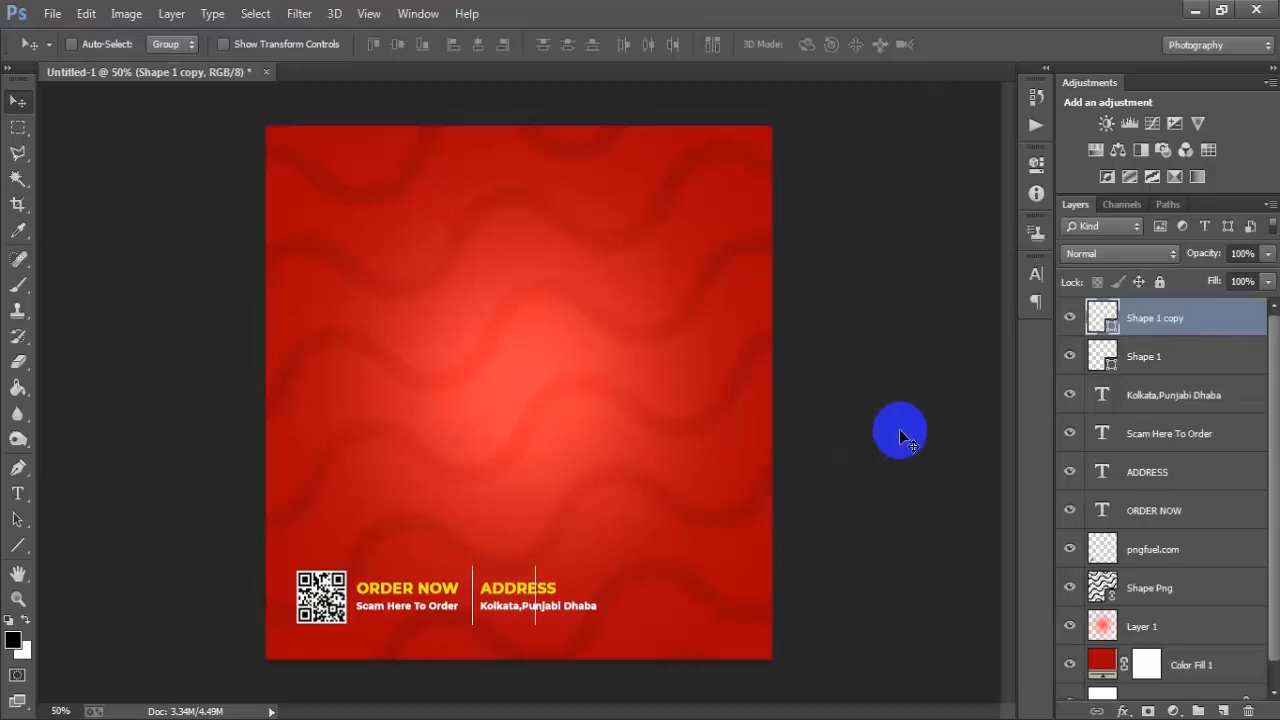 Ps File Edit Image Layer Type Select Filter 3D View Window Help
Auto-Select: Group Show Transform Controls 3D Mode: Photography
Untitled-1 @ 50% (Shape 1 copy, RGB/8) *
Adjustments
Add an adjustment
Layers Channels Paths
Kind
Normal Opacity: 100%
Lock: Fill: 100%
Shape 1 copy
Shape 1
Kolkata,Punjabi Dhaba
Scam Here To Order
ADDRESS
ORDER NOW
pngfuel.com
Shape Png
Layer 1
Color Fill 1
ORDER NOW
Scam Here To Order
ADDRESS
Kolkata,Punjabi Dhaba
50% Doc: 3.34M/4.49M